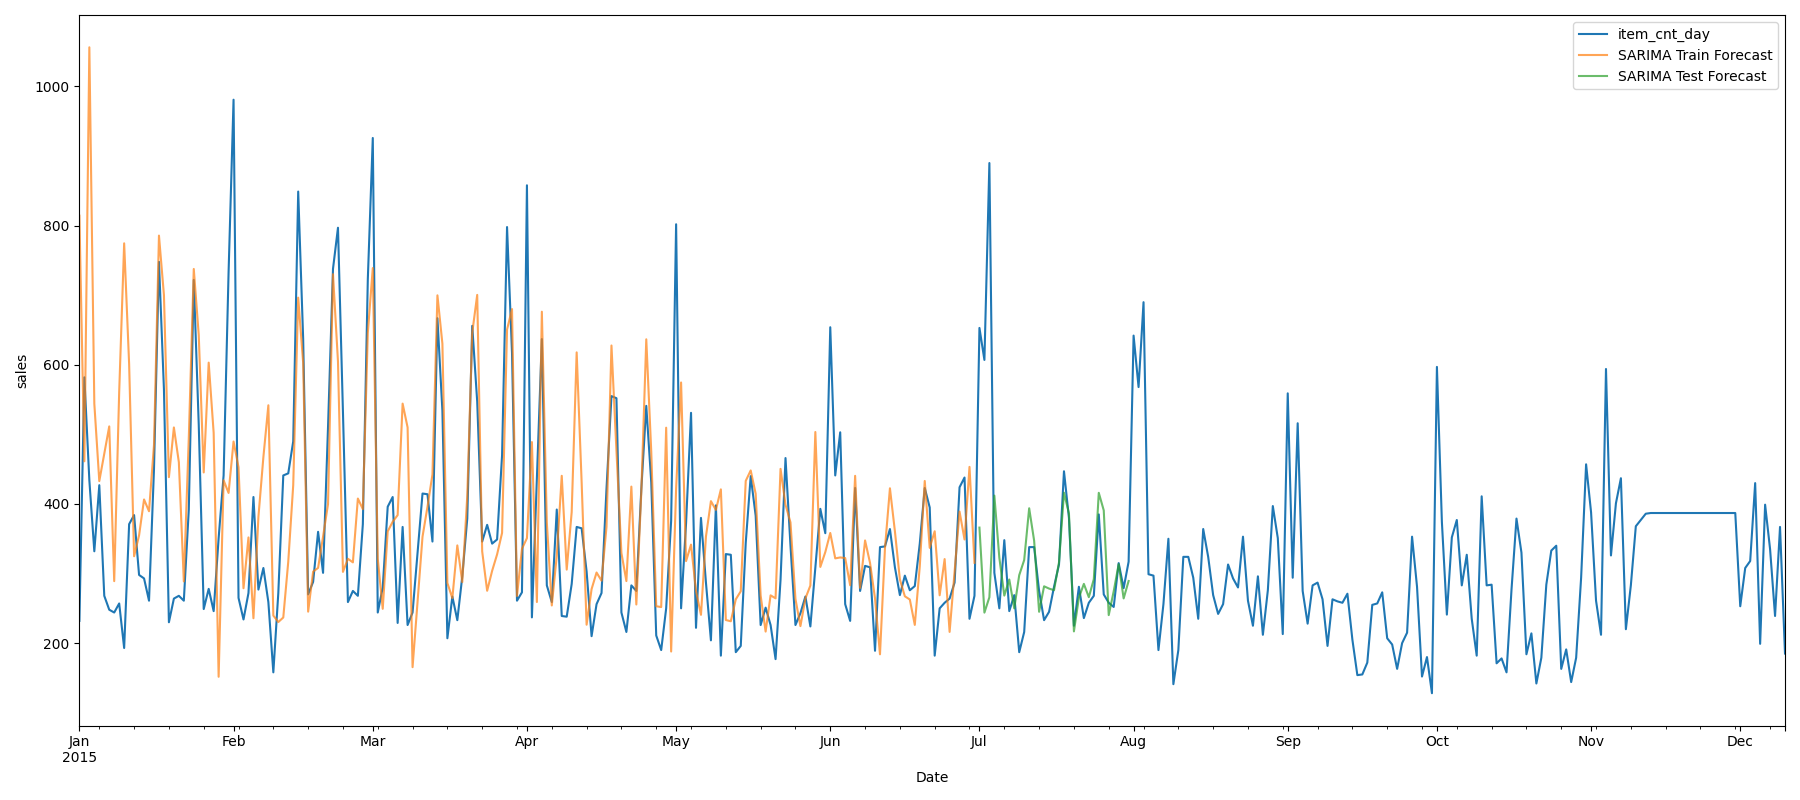 item_cnt_day
SARIMA Train Forecast
SARIMA Test Forecast
1000
800
600
400
200
sales
Jan
2015
Feb
Mar
Apr
May
Jun
Jul
Aug
Sep
Oct
Nov
Dec
Date